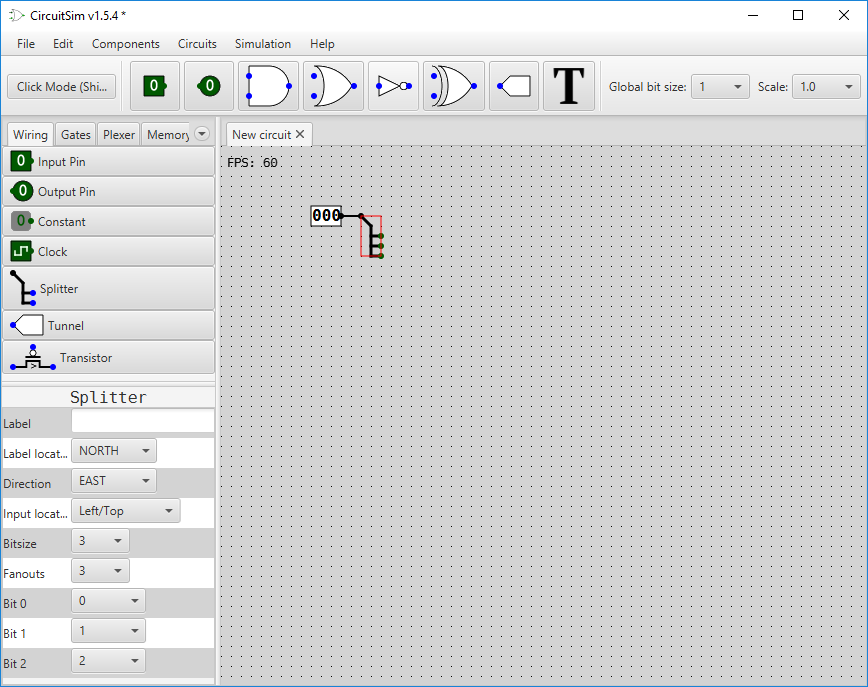 CircuitSim v1.5.4 *
File Edit Components Circuits Simulation Help
Click Mode (Shi... 0 0 T Global bit size: 1 Scale: 1.0
Wiring Gates Plexer Memory New circuit
0 Input Pin
0 Output Pin
0 Constant
Clock
Splitter
Tunnel
> Transistor
FPS: 60
000
Splitter
Label
Label locat... NORTH
Direction EAST
Input locat... Left/Top
Bitsize 3
Fanouts 3
Bit 0 0
Bit 1 1
Bit 2 2